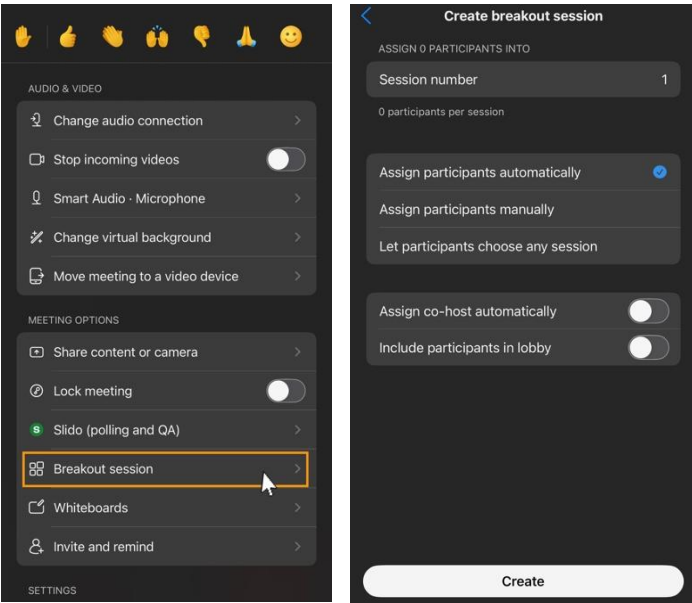 AUDIO & VIDEO
Change audio connection
Stop incoming videos
Smart Audio · Microphone
Change virtual background
Move meeting to a video device
MEETING OPTIONS
Share content or camera
Lock meeting
S Slido (polling and QA)
Breakout session
Whiteboards
Invite and remind
SETTINGS
Create breakout session
ASSIGN 0 PARTICIPANTS INTO
Session number 1
0 participants per session
Assign participants automatically
Assign participants manually
Let participants choose any session
Assign co-host automatically
Include participants in lobby
Create